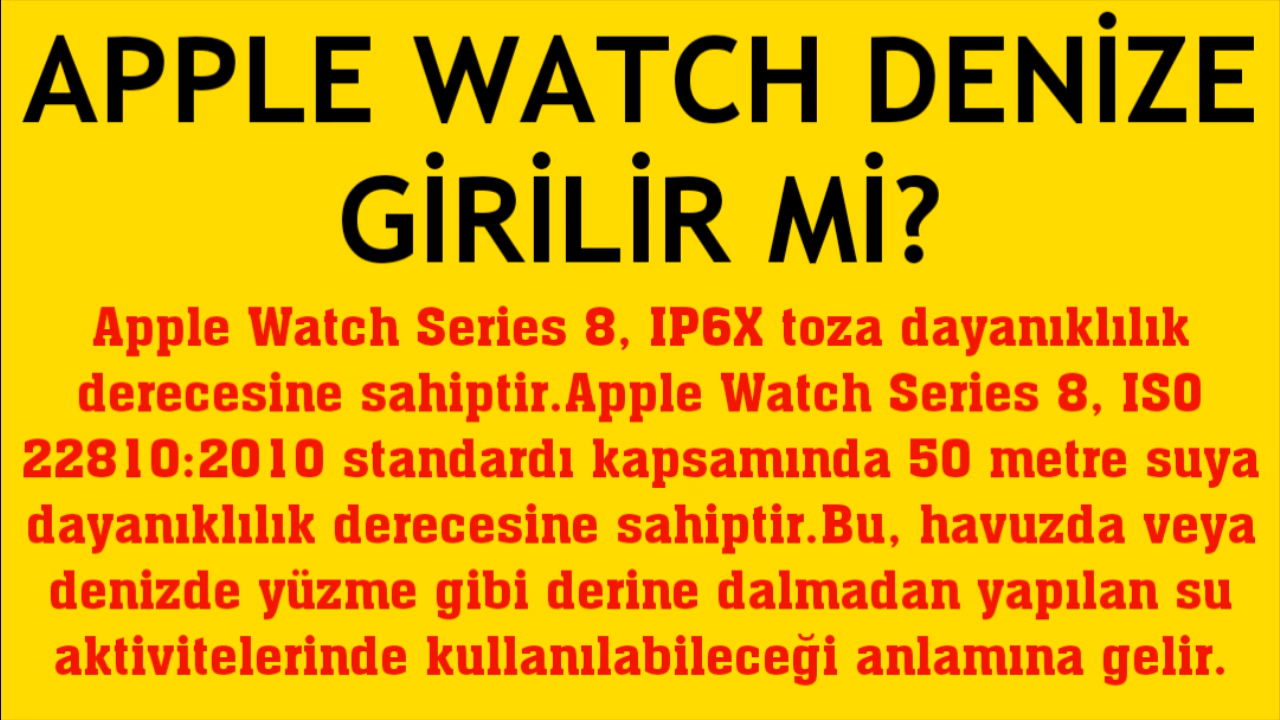 APPLE WATCH DENİZE
GİRİLİR Mİ?
Apple Watch Series 8, IP6X toza dayanıklılık
derecesine sahiptir.Apple Watch Series 8, ISO
22810:2010 standardı kapsamında 50 metre suya
dayanıklılık derecesine sahiptir.Bu, havuzda veya
denizde yüzme gibi derine dalmadan yapılan su
aktivitelerinde kullanılabileceği anlamına gelir.